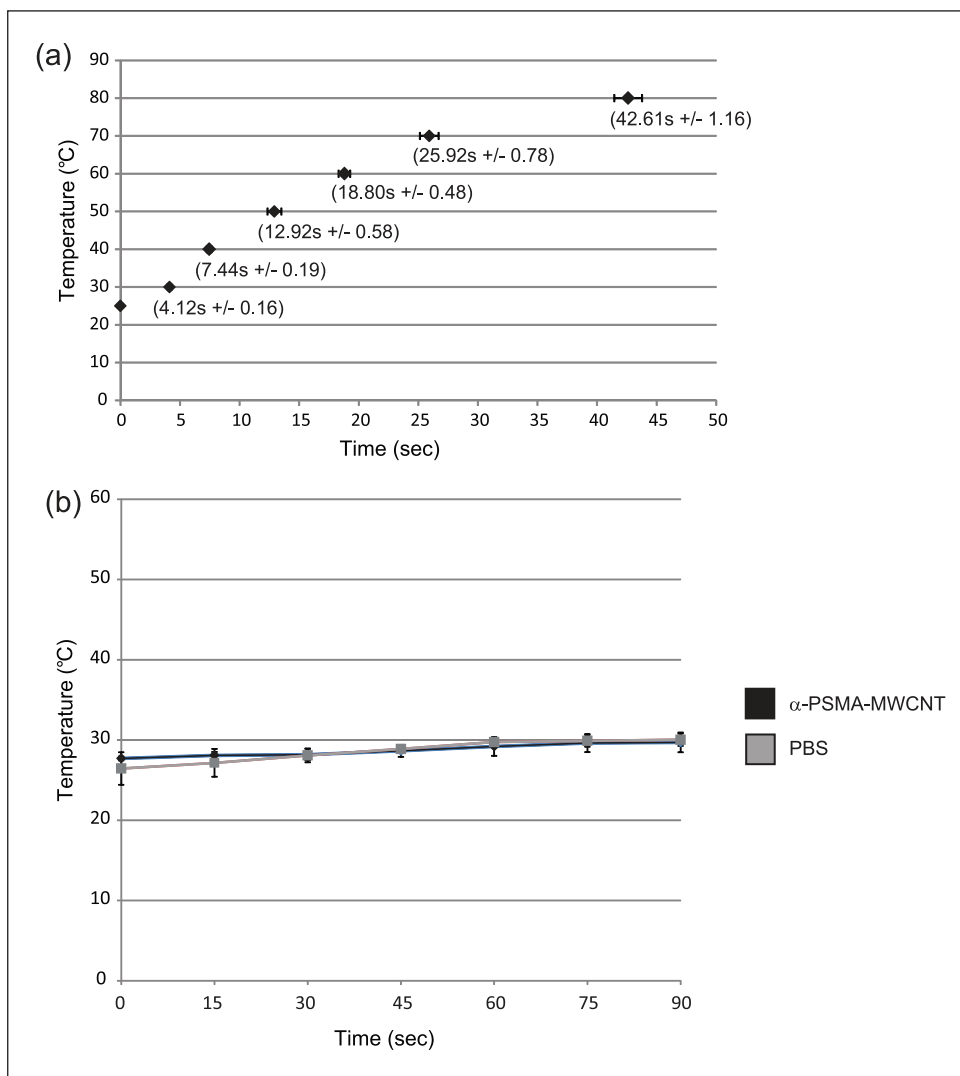 (a)
90
80
70
60
50
40
30
20
10
0
Temperature (°C)
(42.61s +/- 1.16)
(25.92s +/- 0.78)
(18.80s +/- 0.48)
(12.92s +/- 0.58)
(7.44s +/- 0.19)
(4.12s +/- 0.16)
0 5 10 15 20 25 30 35 40 45 50
Time (sec)
(b)
60
50
40
30
20
10
0
Temperature (°C)
α-PSMA-MWCNT
PBS
0 15 30 45 60 75 90
Time (sec)